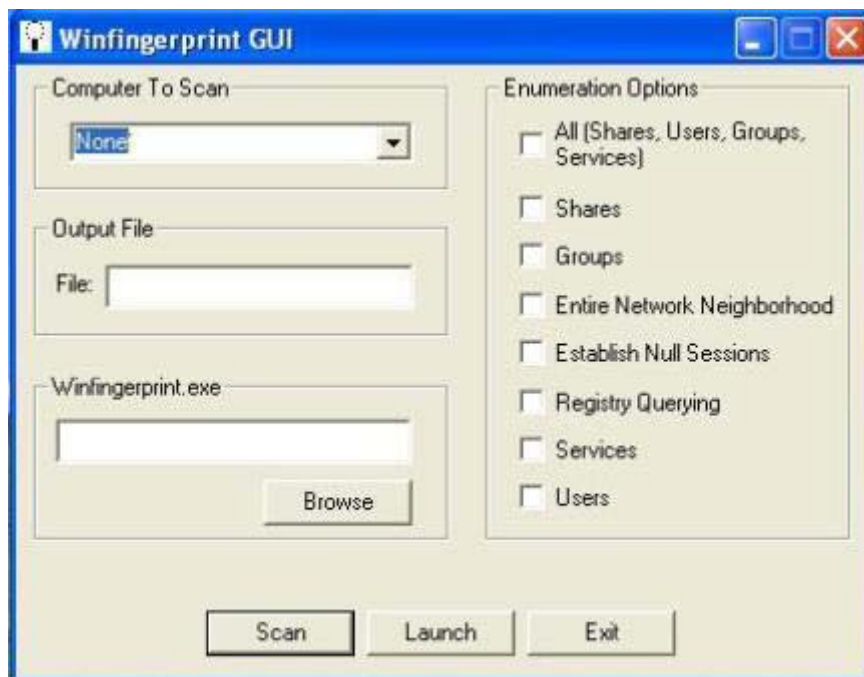 Winfingerprint GUI
Computer To Scan
None
Output File
File:
Winfingerprint.exe
Browse
Enumeration Options
All (Shares, Users, Groups,
Services)
Shares
Groups
Entire Network Neighborhood
Establish Null Sessions
Registry Querying
Services
Users
Scan
Launch
Exit